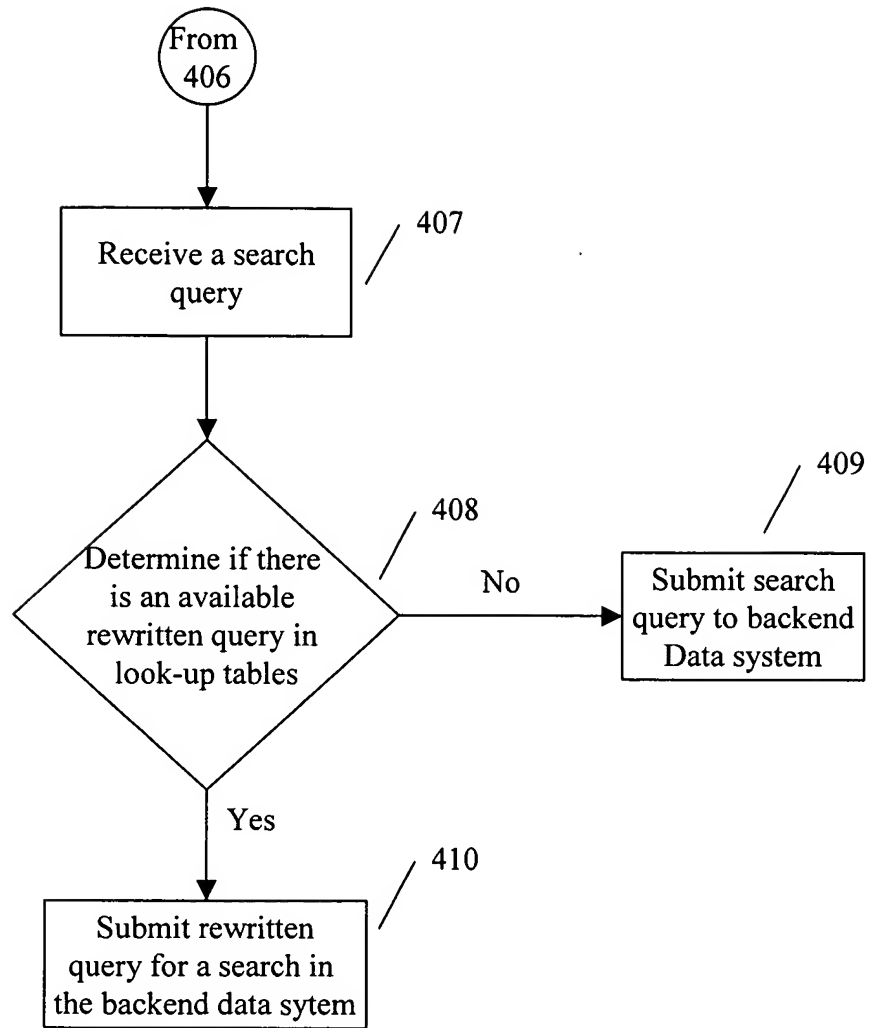 From
406
407
Receive a search
query
409
408
Determine if there
is an available
rewritten query in
look-up tables
No
Submit search
query to backend
Data system
Yes
410
Submit rewritten
query for a search in
the backend data sytem